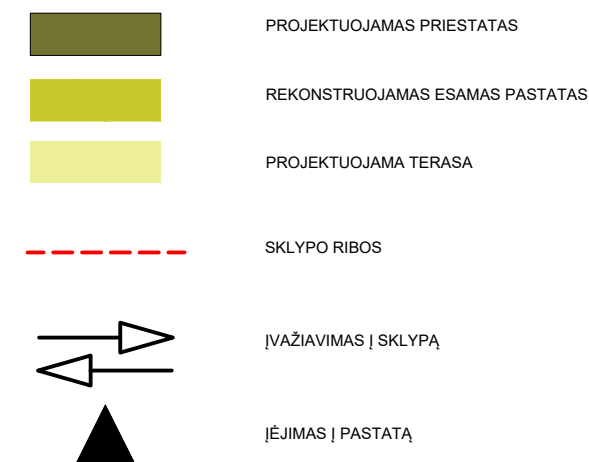 PROJEKTUOJAMAS PRIESTATAS
REKONSTRUOJAMAS ESAMAS PASTATAS
PROJEKTUOJAMA TERASA
SKLYPO RIBOS
ĮVAŽIAVIMAS Į SKLYPĄ
ĮĖJIMAS Į PASTATĄ